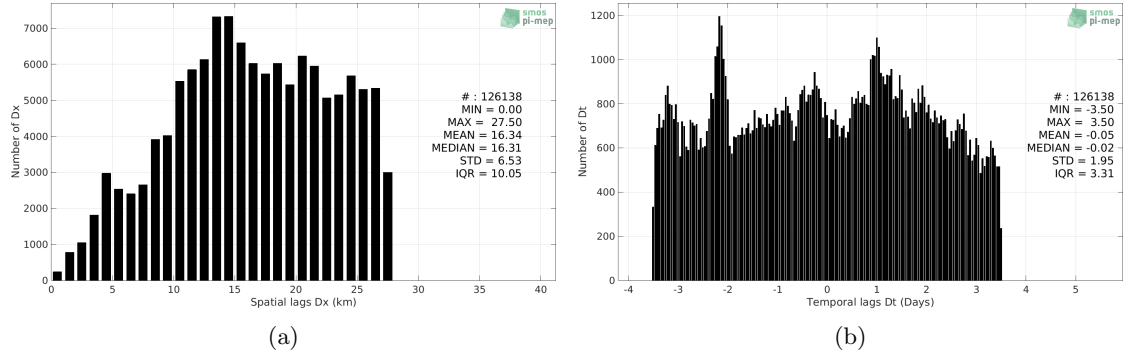 smos
pi-mep
7000
6000
5000
4000
3000
2000
1000
0
Number of Dx
# : 126138
MIN = 0.00
MAX = 27.50
MEAN = 16.34
MEDIAN = 16.31
STD = 6.53
IQR = 10.05
0 5 10 15 20 25 30 35 40
Spatial lags Dx (km)
(a)
smos
pi-mep
1200
1000
800
600
400
200
0
Number of Dt
# : 126138
MIN = -3.50
MAX = 3.50
MEAN = -0.05
MEDIAN = -0.02
STD = 1.95
IQR = 3.31
-4 -3 -2 -1 0 1 2 3 4 5
Temporal lags Dt (Days)
(b)